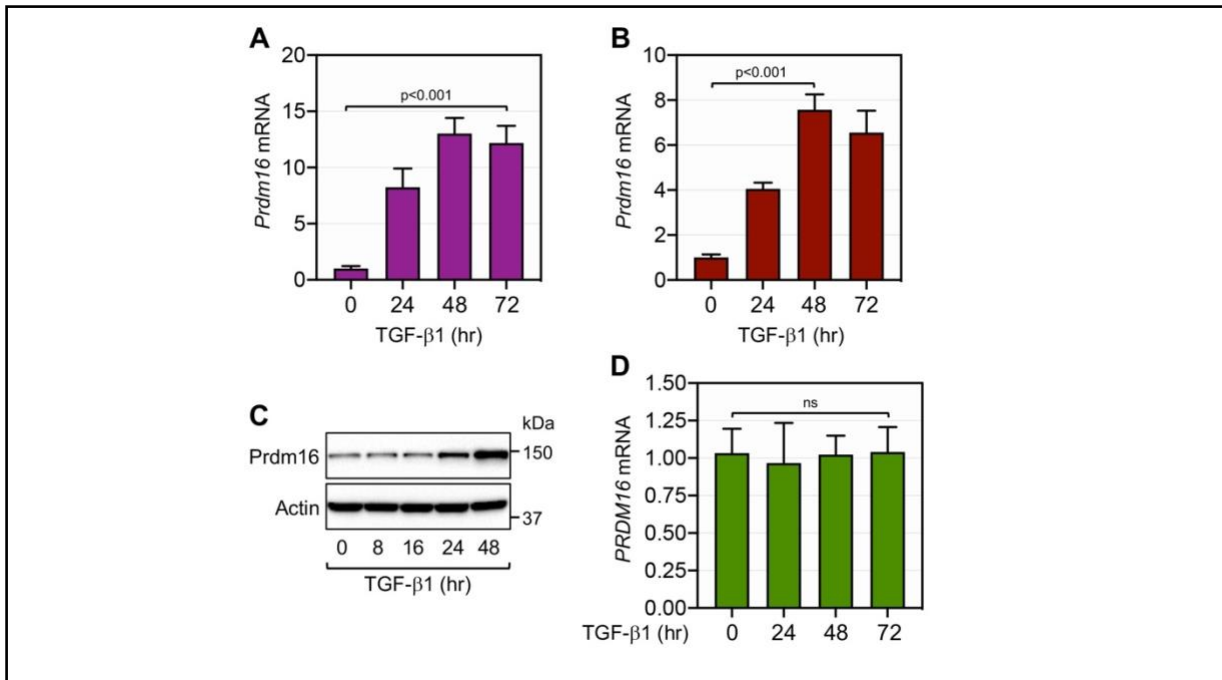 A
20
15
10
5
0
Prdm16 mRNA
p<0.001
0 24 48 72
TGF-β1 (hr)
B
10
8
6
4
2
0
Prdm16 mRNA
p<0.001
0 24 48 72
TGF-β1 (hr)
C
kDa
Prdm16
150
Actin
37
0 8 16 24 48
TGF-β1 (hr)
D
1.50
1.25
1.00
0.75
0.50
0.25
0.00
PRDM16 mRNA
ns
TGF-β1 (hr) 0 24 48 72